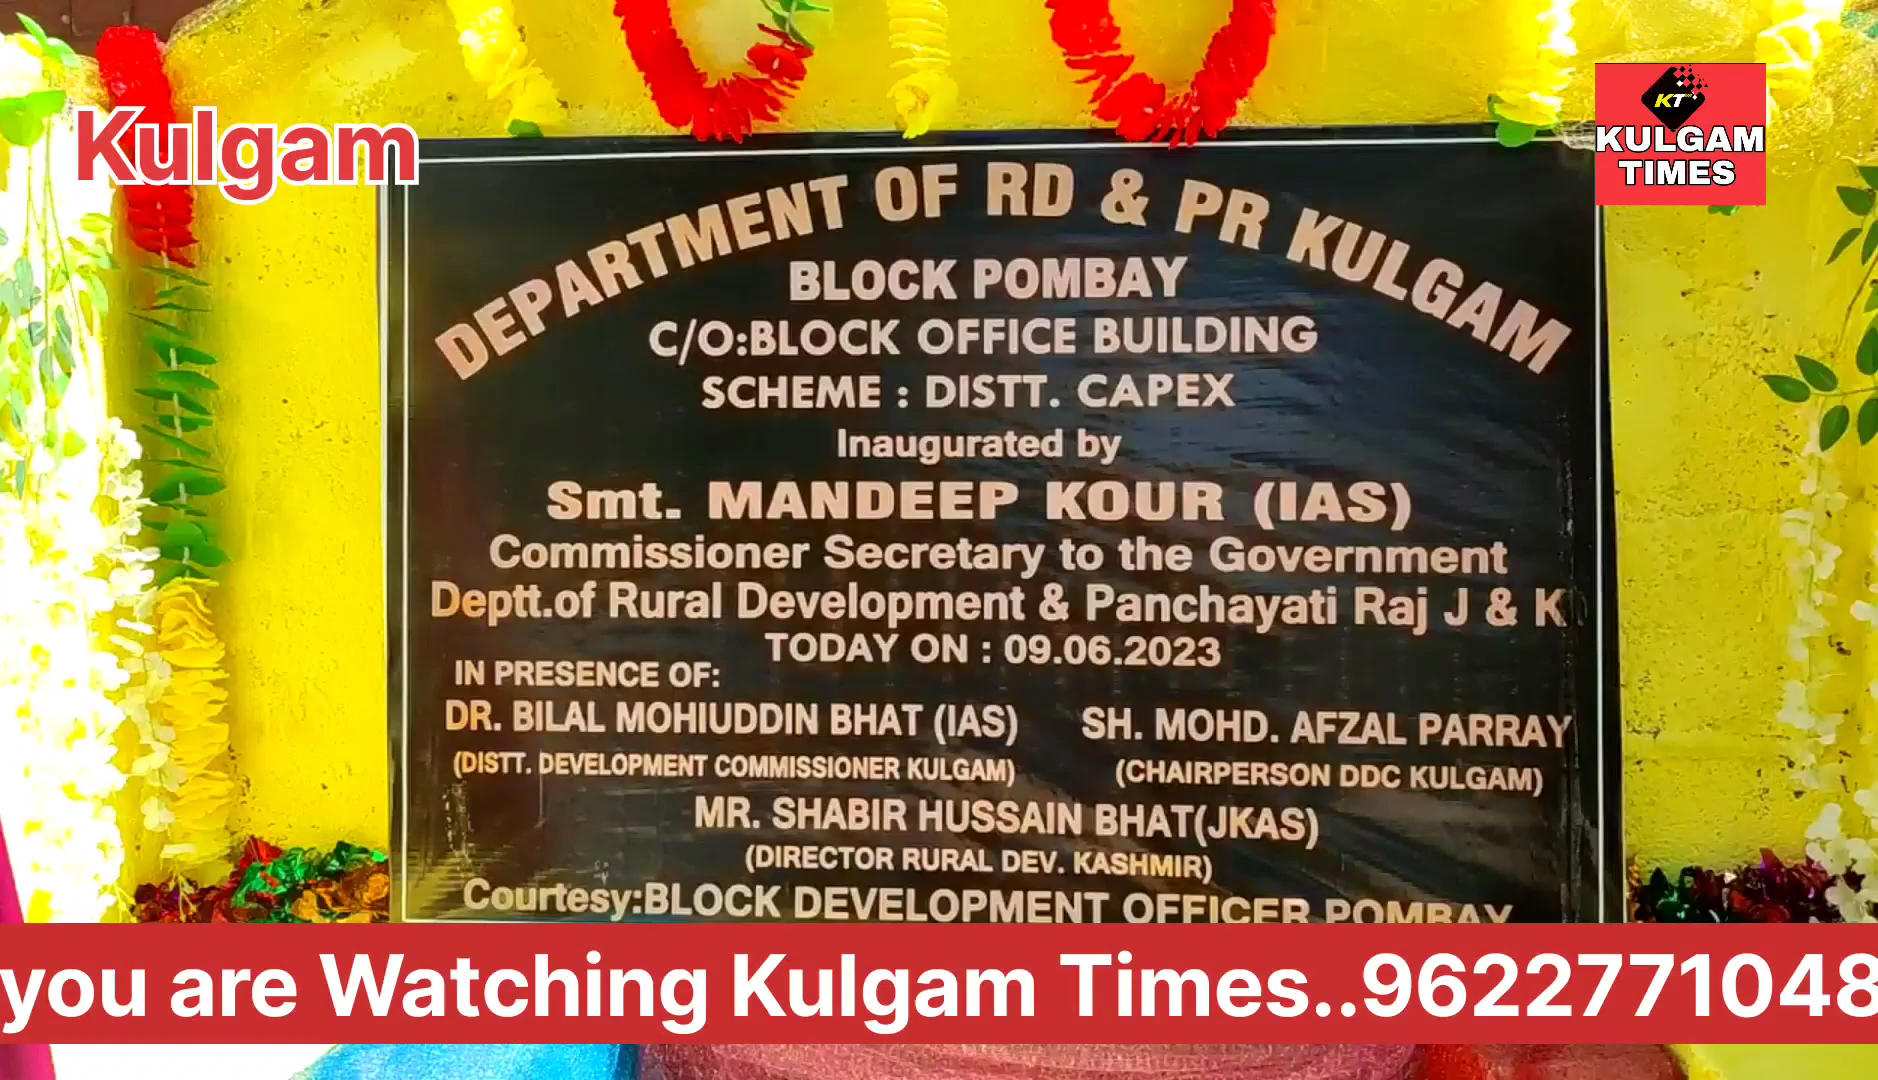 Kulgam
KT
KULGAM
TIMES
DEPARTMENT OF RD & PR KULGAM
BLOCK POMBAY
C/O:BLOCK OFFICE BUILDING
SCHEME : DISTT. CAPEX
Inaugurated by
Smt. MANDEEP KOUR (IAS)
Commissioner Secretary to the Government
Deptt.of Rural Development & Panchayati Raj J & K
TODAY ON : 09.06.2023
IN PRESENCE OF:
DR. BILAL MOHIUDDIN BHAT (IAS) SH. MOHD. AFZAL PARRAY
(DISTT. DEVELOPMENT COMMISSIONER KULGAM) (CHAIRPERSON DDC KULGAM)
MR. SHABIR HUSSAIN BHAT(JKAS)
(DIRECTOR RURAL DEV. KASHMIR)
Courtesy:BLOCK DEVELOPMENT OFFICER POMBAY
you are Watching Kulgam Times..9622771048